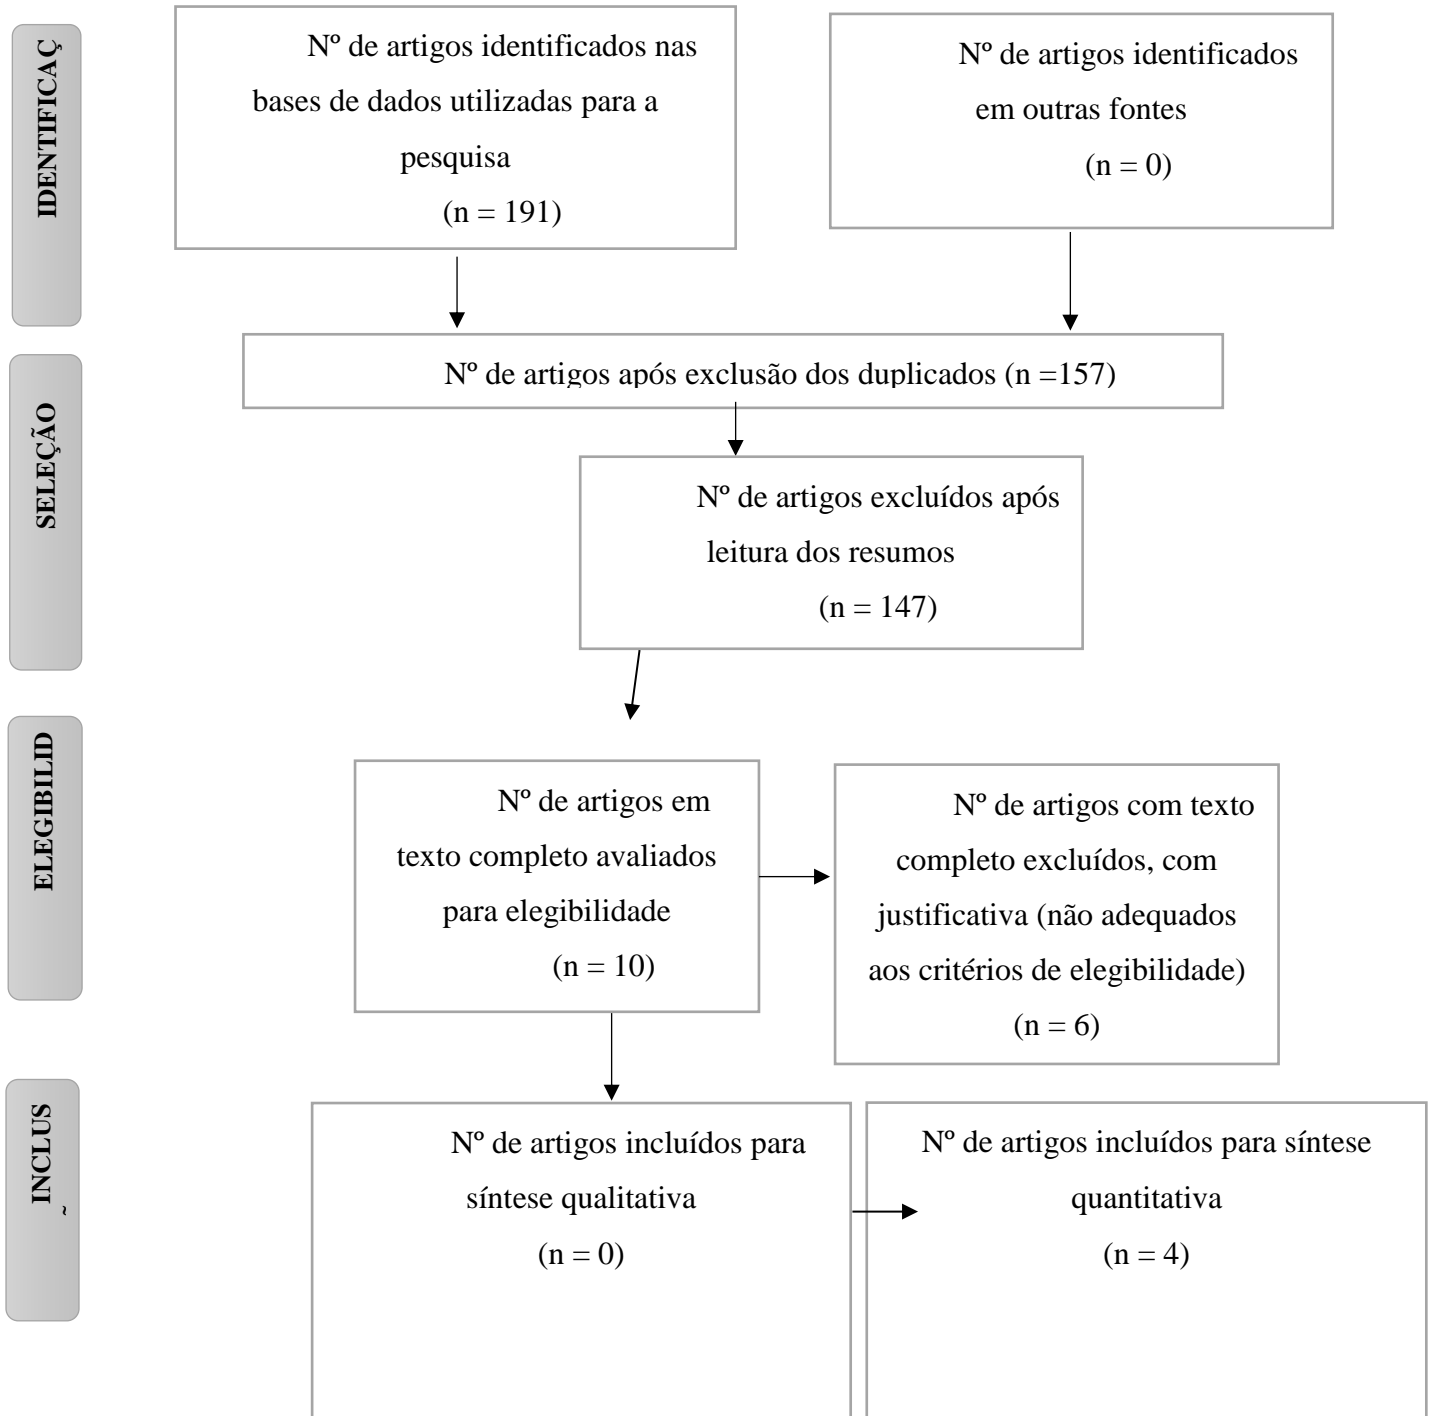 IDENTIFICAÇ
Nº de artigos identificados nas
bases de dados utilizadas para a
pesquisa
(n = 191)
Nº de artigos identificados
em outras fontes
(n = 0)
SELEÇÃO
Nº de artigos após exclusão dos duplicados (n =157)
Nº de artigos excluídos após
leitura dos resumos
(n = 147)
ELEGIBILID
Nº de artigos em
texto completo avaliados
para elegibilidade
(n = 10)
Nº de artigos com texto
completo excluídos, com
justificativa (não adequados
aos critérios de elegibilidade)
(n = 6)
INCLUS
~
Nº de artigos incluídos para
síntese qualitativa
(n = 0)
Nº de artigos incluídos para síntese
quantitativa
(n = 4)